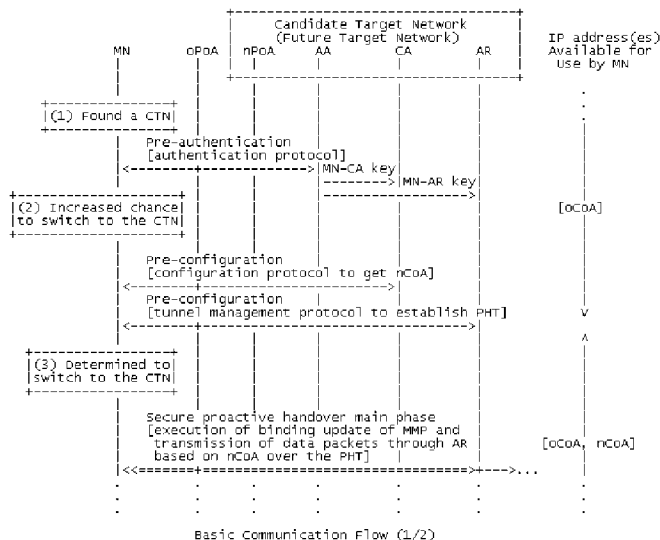 Candidate Target Network
(Future Target Network)
IP address(es)
Available for
Use by MN
MN oPoA nPoA AA CA AR
(1) Found a CTN
Pre-authentication
[authentication protocol]
MN-CA key
MN-AR key
(2) Increased chance
to switch to the CTN
[oCoA]
Pre-configuration
[configuration protocol to get nCoA]
Pre-configuration
[tunnel management protocol to establish PHT]
(3) Determined to
switch to the CTN
Secure proactive handover main phase
[execution of binding update of MMP and
transmission of data packets through AR
based on nCoA over the PHT]
[oCoA, nCoA]
Basic Communication Flow (1/2)